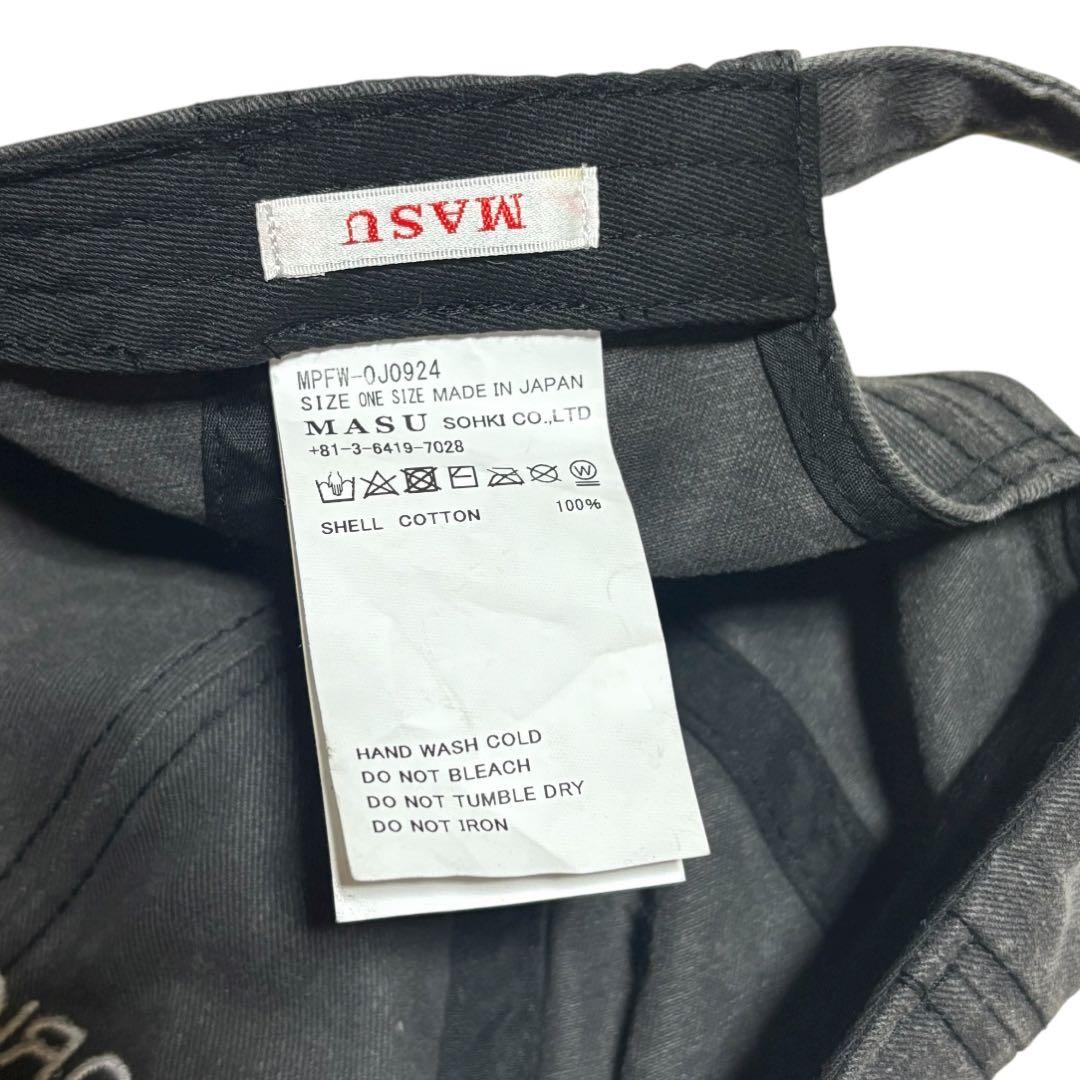 MASU
MPFW-0J0924
SIZE ONE SIZE MADE IN JAPAN
MASU SOHKI CO.,LTD
+81-3-6419-7028
W
SHELL COTTON 100%
HAND WASH COLD
DO NOT BLEACH
DO NOT TUMBLE DRY
DO NOT IRON